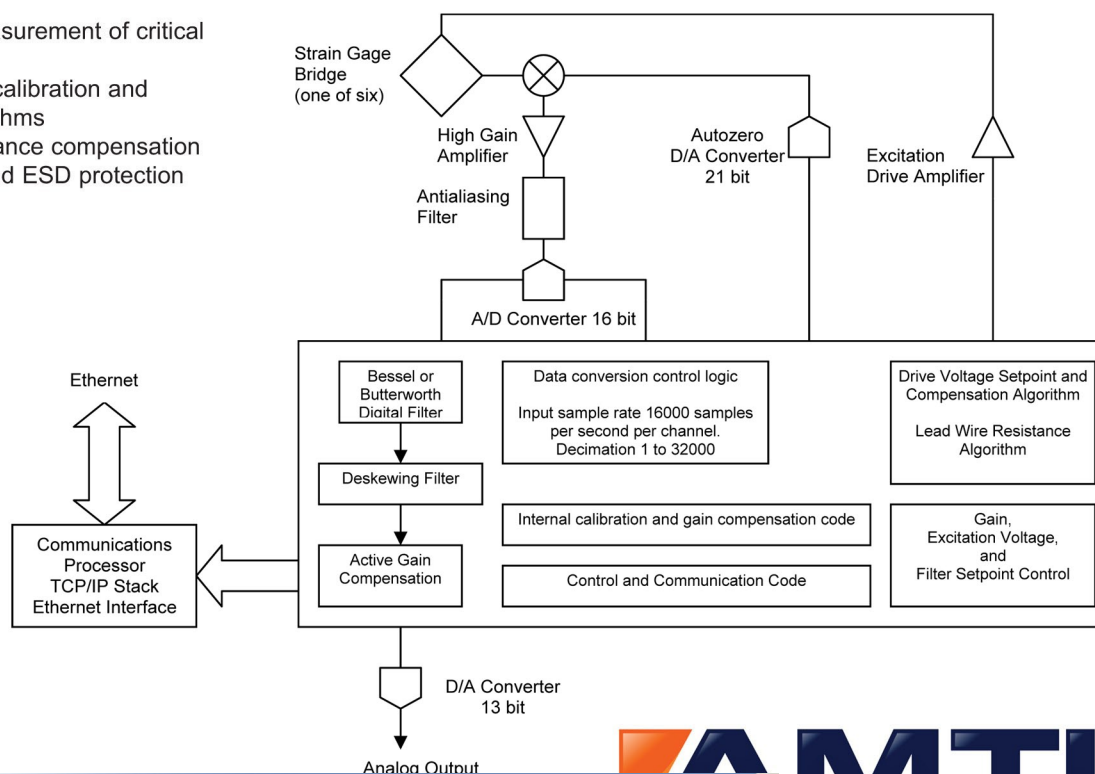 surement of critical
calibration and
hms
ance compensation
d ESD protection
Strain Gage
Bridge
(one of six)
High Gain
Amplifier
Autozero
D/A Converter
21 bit
Excitation
Drive Amplifier
Antialiasing
Filter
A/D Converter 16 bit
Ethernet
Bessel or
Butterworth
Digital Filter
Data conversion control logic
Input sample rate 16000 samples
per second per channel.
Decimation 1 to 32000
Drive Voltage Setpoint and
Compensation Algorithm
Lead Wire Resistance
Algorithm
Deskewing Filter
Internal calibration and gain compensation code
Gain,
Excitation Voltage,
and
Filter Setpoint Control
Communications
Processor
TCP/IP Stack
Ethernet Interface
Active Gain
Compensation
Control and Communication Code
D/A Converter
13 bit
Analog Output
AMTI